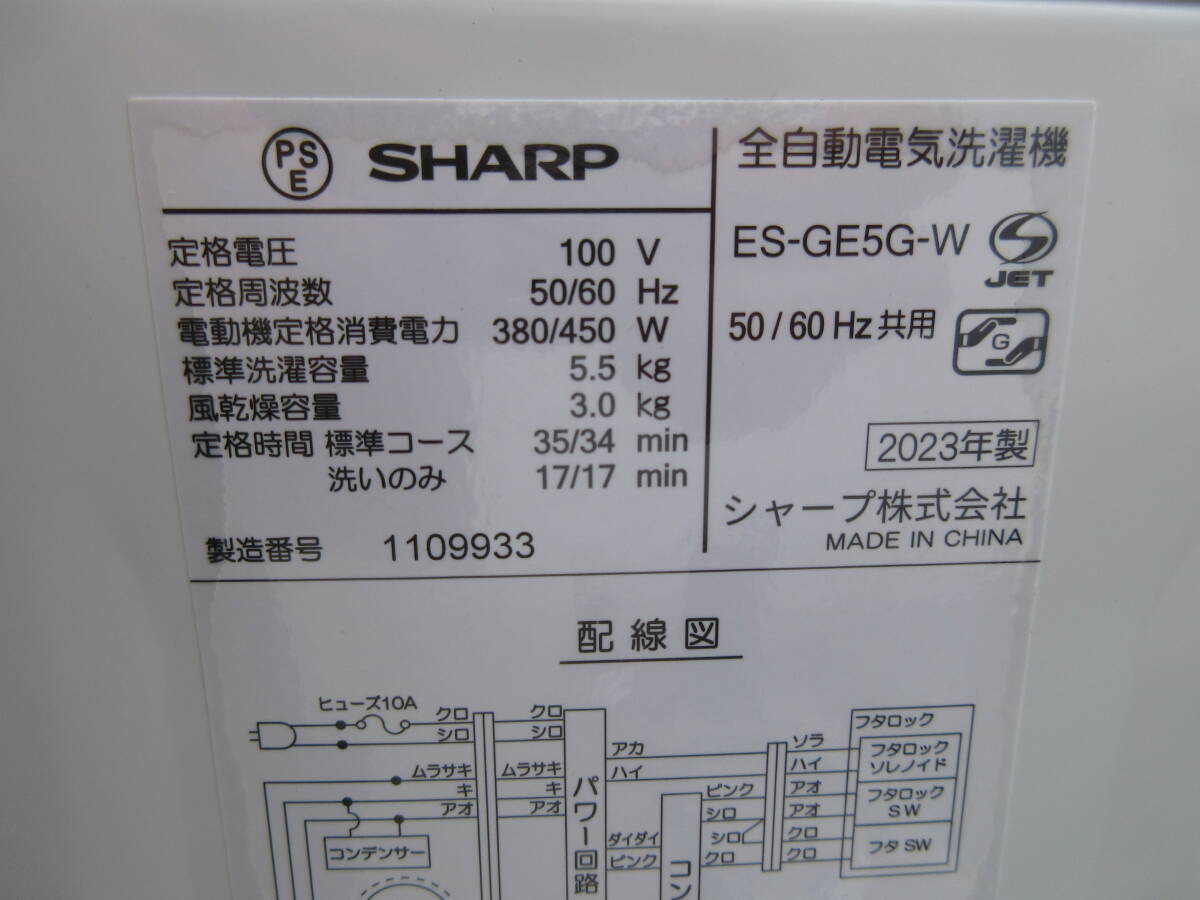 PSE SHARP
定格電圧 100 V
定格周波数 50/60 Hz
電動機定格消費電力 380/450 W
標準洗濯容量 5.5 kg
風乾燥容量 3.0 kg
定格時間 標準コース 35/34 min
洗いのみ 17/17 min
製造番号 1109933
全自動電気洗濯機
ES-GE5G-W
JET
50/60Hz共用
G
2023年製
シャープ株式会社
MADE IN CHINA
配線図
ヒューズ10A
クロ
シロ
ムラサキ
キ
アオ
コンデンサー
クロ
シロ
ムラサキ
キ
アオ
パワー回路
アカ
ハイ
ダイダイ
ピンク
コン
ピンク
シロ
シロ
クロ
ソラ
ハイ
アオ
アオ
クロ
クロ
フタロック
フタロック
ソレノイド
フタロック
SW
フタ SW